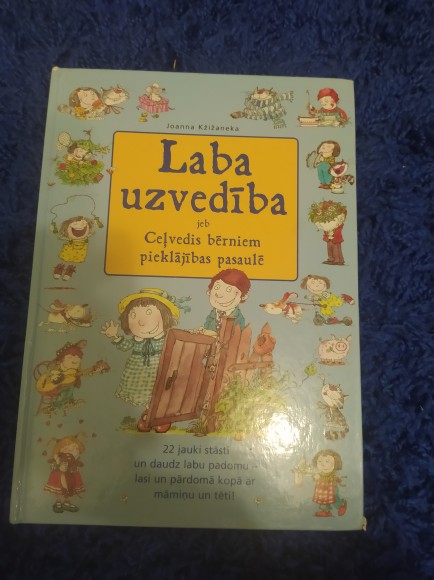 Joanna Kžižaneka
Laba
uzvedība
jeb
Ceļvedis bērniem
pieklājības pasaulē
22 jauki stāsti
un daudz labu padomu –
lasi un pārdomā kopā ar
māmiņu un tēti!